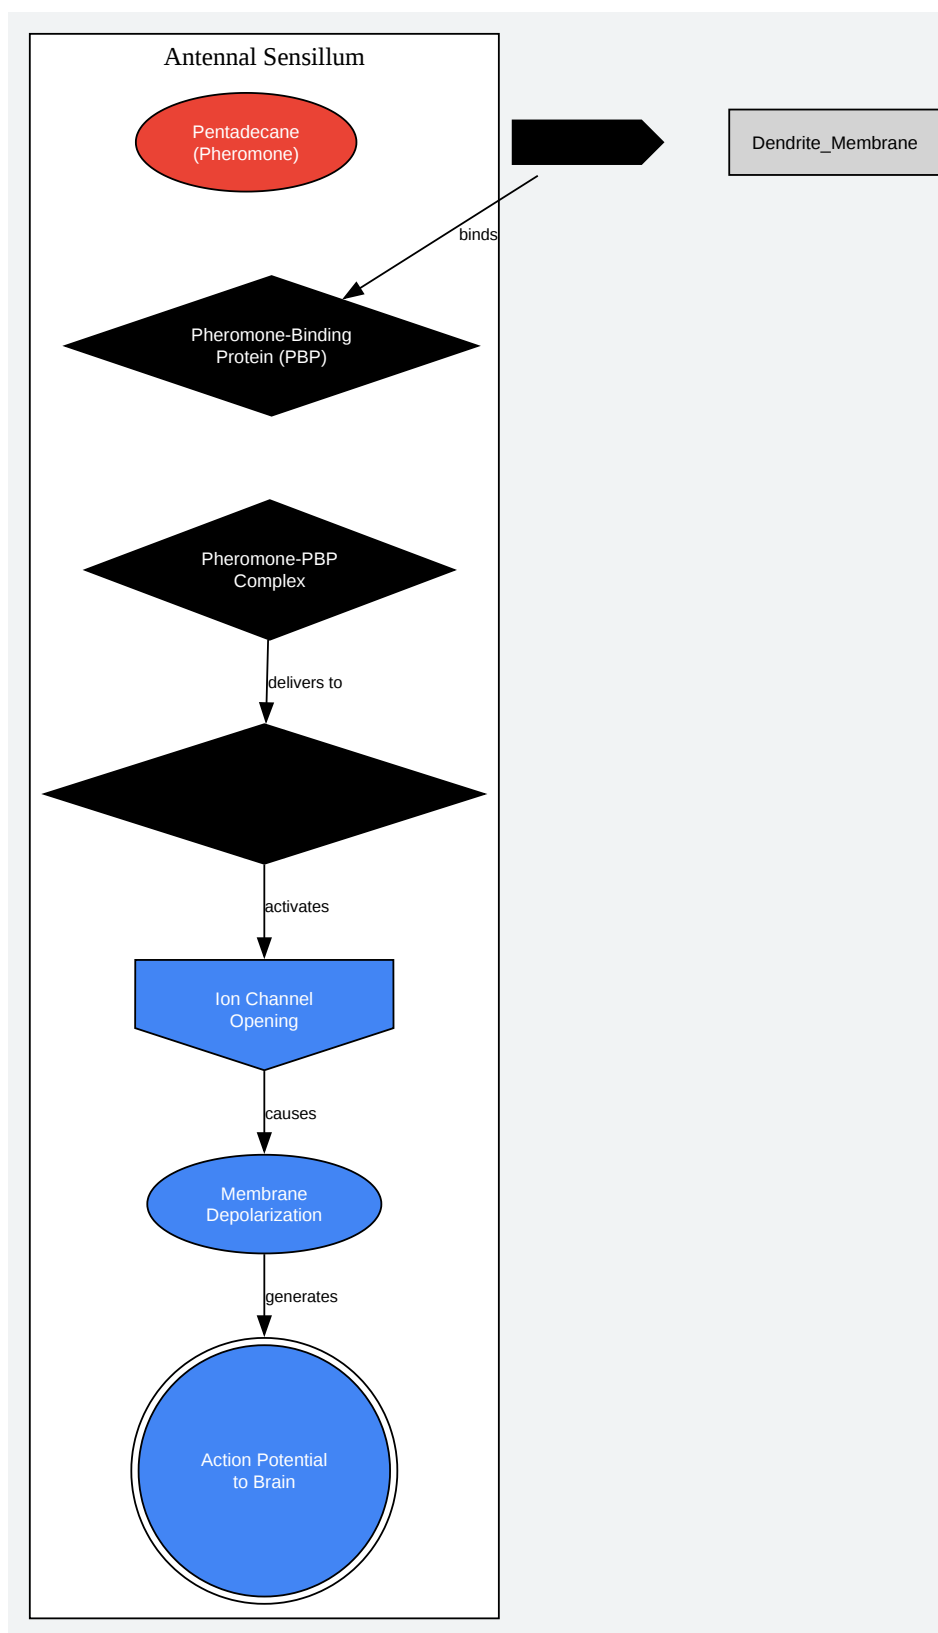 Antennal Sensillum
Pentadecane
(Pheromone)
Dendrite_Membrane
binds
Pheromone-Binding
Protein (PBP)
Pheromone-PBP
Complex
delivers to
activates
Ion Channel
Opening
causes
Membrane
Depolarization
generates
Action Potential
to Brain